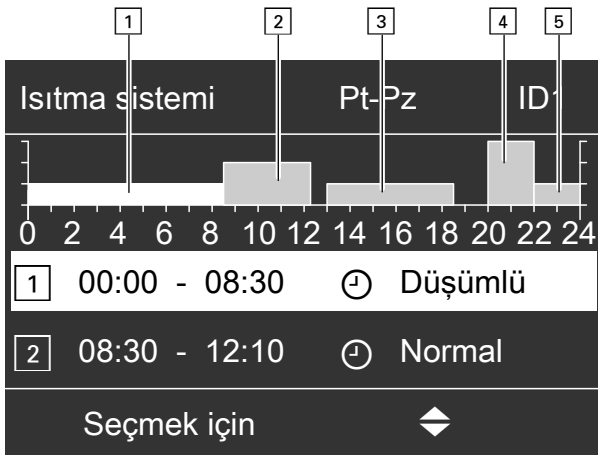 1 2 3 4 5
Isıtma sistemi Pt-Pz ID1
0 2 4 6 8 10 12 14 16 18 20 22 24
1 00:00 - 08:30 Düşümlü
2 08:30 - 12:10 Normal
Seçmek için